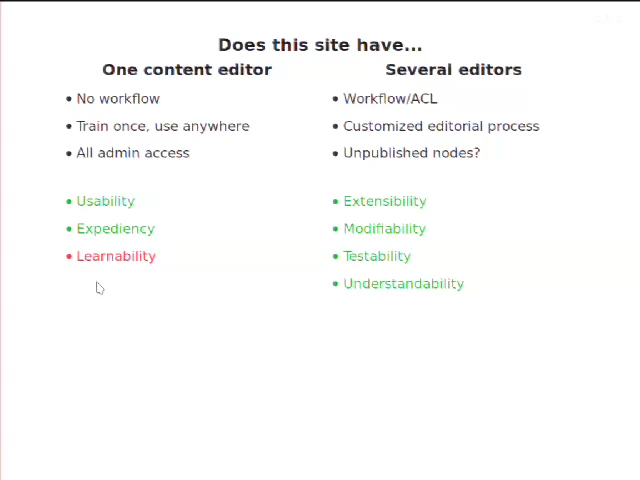 Does this site have...
One content editor
• No workflow
• Train once, use anywhere
• All admin access
• Usability
• Expediency
• Learnability
Several editors
• Workflow/ACL
• Customized editorial process
• Unpublished nodes?
• Extensibility
• Modifiability
• Testability
• Understandability